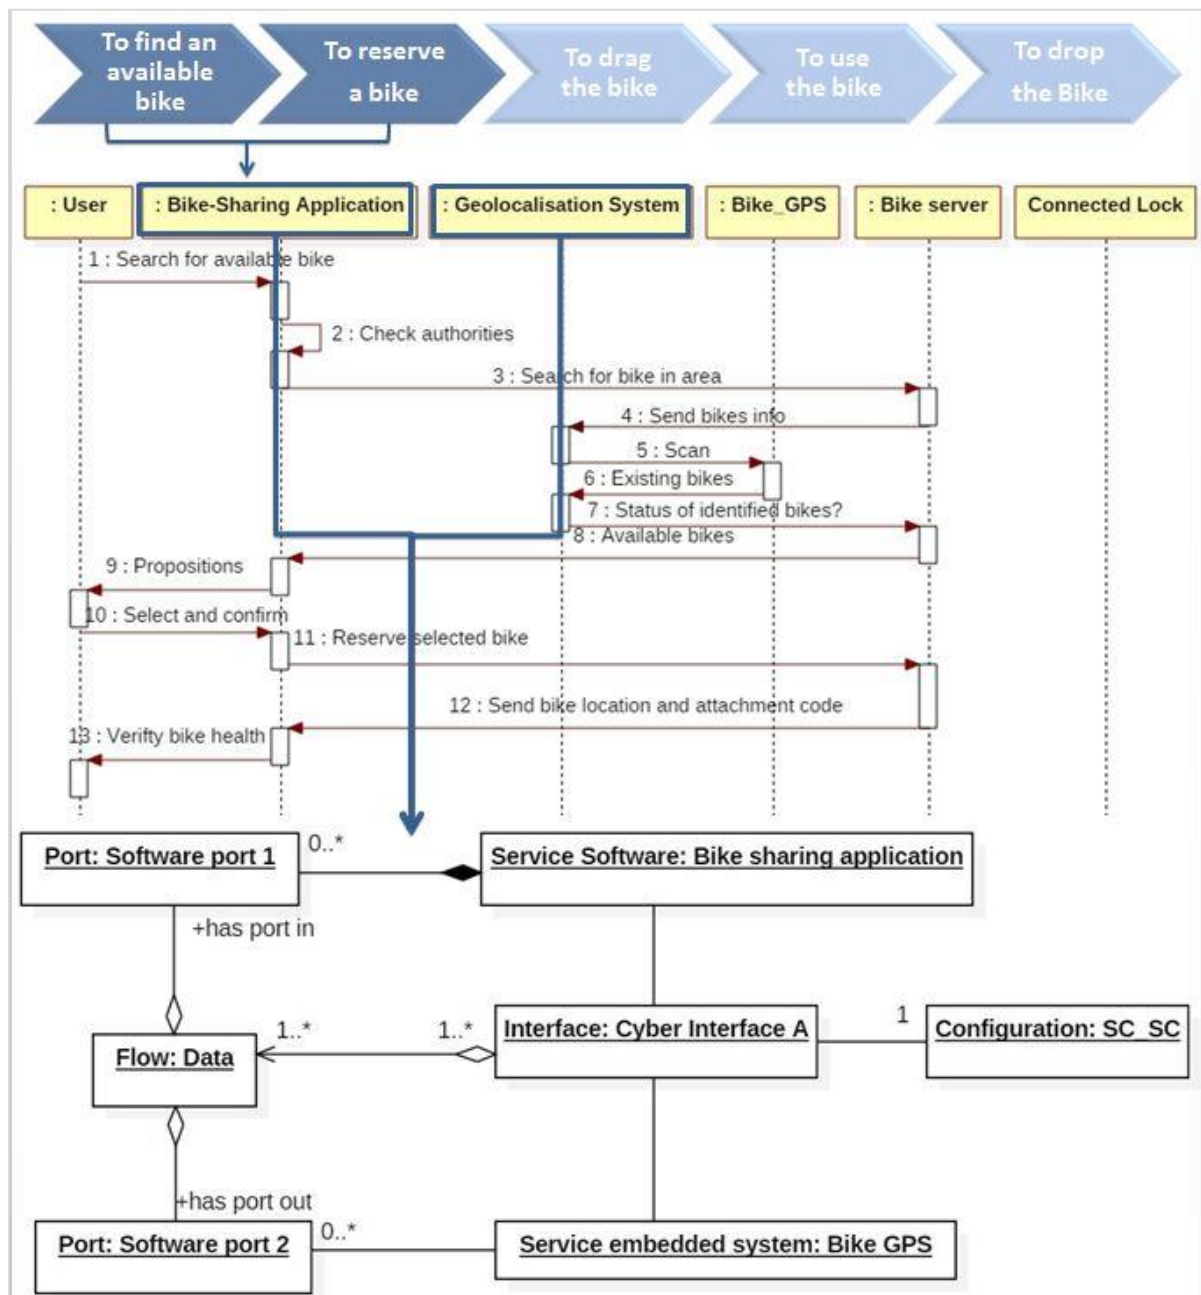 To find an
available
bike
To reserve
a bike
To drag
the bike
To use
the bike
To drop
the Bike
: User
: Bike-Sharing Application
: Geolocalisation System
: Bike_GPS
: Bike server
Connected Lock
1 : Search for available bike
2 : Check authorities
3 : Search for bike in area
4 : Send bikes info
5 : Scan
6 : Existing bikes
7 : Status of identified bikes?
8 : Available bikes
9 : Propositions
10 : Select and confirm
11 : Reserve selected bike
12 : Send bike location and attachment code
13 : Verifty bike health
Port: Software port 1
0..*
Service Software: Bike sharing application
+has port in
Flow: Data
1..*
1..*
Interface: Cyber Interface A
1
Configuration: SC_SC
+has port out
Port: Software port 2
0..*
Service embedded system: Bike GPS